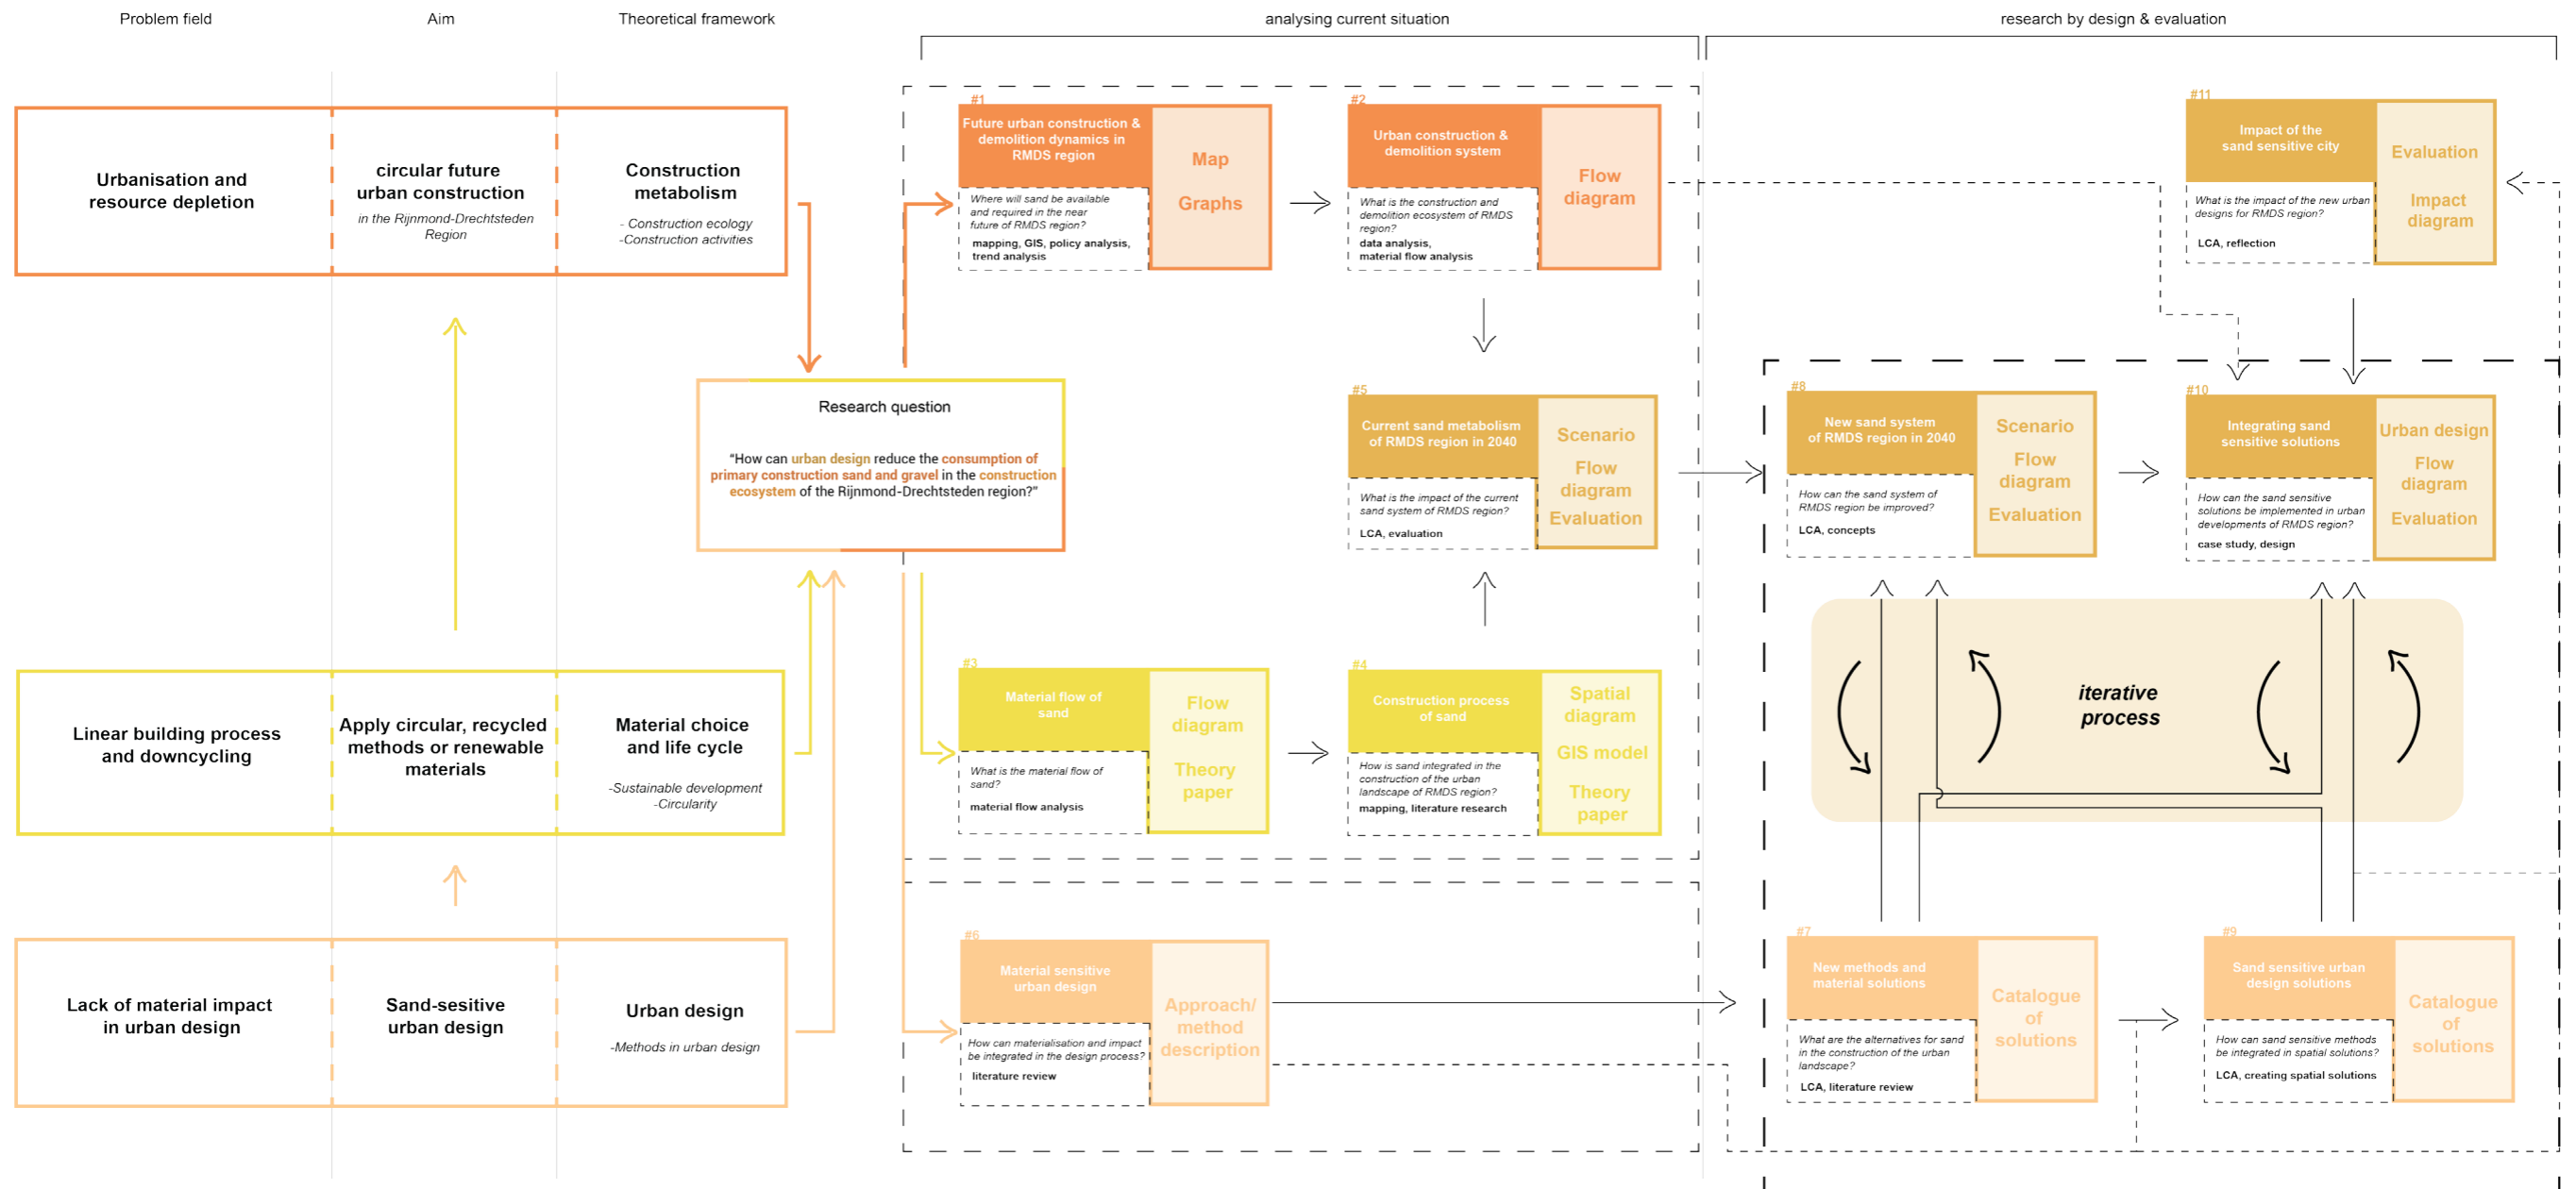 Problem field
Aim
Theoretical framework
analysing current situation
research by design & evaluation
Urbanisation and
resource depletion
circular future
urban construction
in the Rijnmond-Drechtsteden
Region
Construction
metabolism
- Construction ecology
-Construction activities
Linear building process
and downcycling
Apply circular, recycled
methods or renewable
materials
Material choice
and life cycle
-Sustainable development
-Circularity
Lack of material impact
in urban design
Sand-sesitive
urban design
Urban design
-Methods in urban design
Research question
"How can urban design reduce the consumption of
primary construction sand and gravel in the construction
ecosystem of the Rijnmond-Drechtsteden region?"
#1
Future urban construction &
demolition dynamics in
RMDS region
Where will sand be available
and required in the near
future of RMDS region?
mapping, GIS, policy analysis,
trend analysis
Map
Graphs
#2
Urban construction &
demolition system
What is the construction and
demolition ecosystem of RMDS
region?
data analysis,
material flow analysis
Flow
diagram
#5
Current sand metabolism
of RMDS region in 2040
What is the impact of the current
sand system of RMDS region?
LCA, evaluation
Scenario
Flow
diagram
Evaluation
#3
Material flow of
sand
What is the material flow of
sand?
material flow analysis
Flow
diagram
Theory
paper
#4
Construction process
of sand
How is sand integrated in the
construction of the urban
landscape of RMDS region?
mapping, literature research
Spatial
diagram
GIS model
Theory
paper
#6
Material sensitive
urban design
How can materialisation and impact
be integrated in the design process?
literature review
Approach/
method
description
#11
Impact of the
sand sensitive city
What is the impact of the new urban
designs for RMDS region?
LCA, reflection
Evaluation
Impact
diagram
#8
New sand system
of RMDS region in 2040
How can the sand system of
RMDS region be improved?
LCA, concepts
Scenario
Flow
diagram
Evaluation
#10
Integrating sand
sensitive solutions
How can the sand sensitive
solutions be implemented in urban
developments of RMDS region?
case study, design
Urban design
Flow
diagram
Evaluation
iterative
process
#7
New methods and
material solutions
What are the alternatives for sand
in the construction of the urban
landscape?
LCA, literature review
Catalogue
of
solutions
#9
Sand sensitive urban
design solutions
How can sand sensitive methods
be integrated in spatial solutions?
LCA, creating spatial solutions
Catalogue
of
solutions